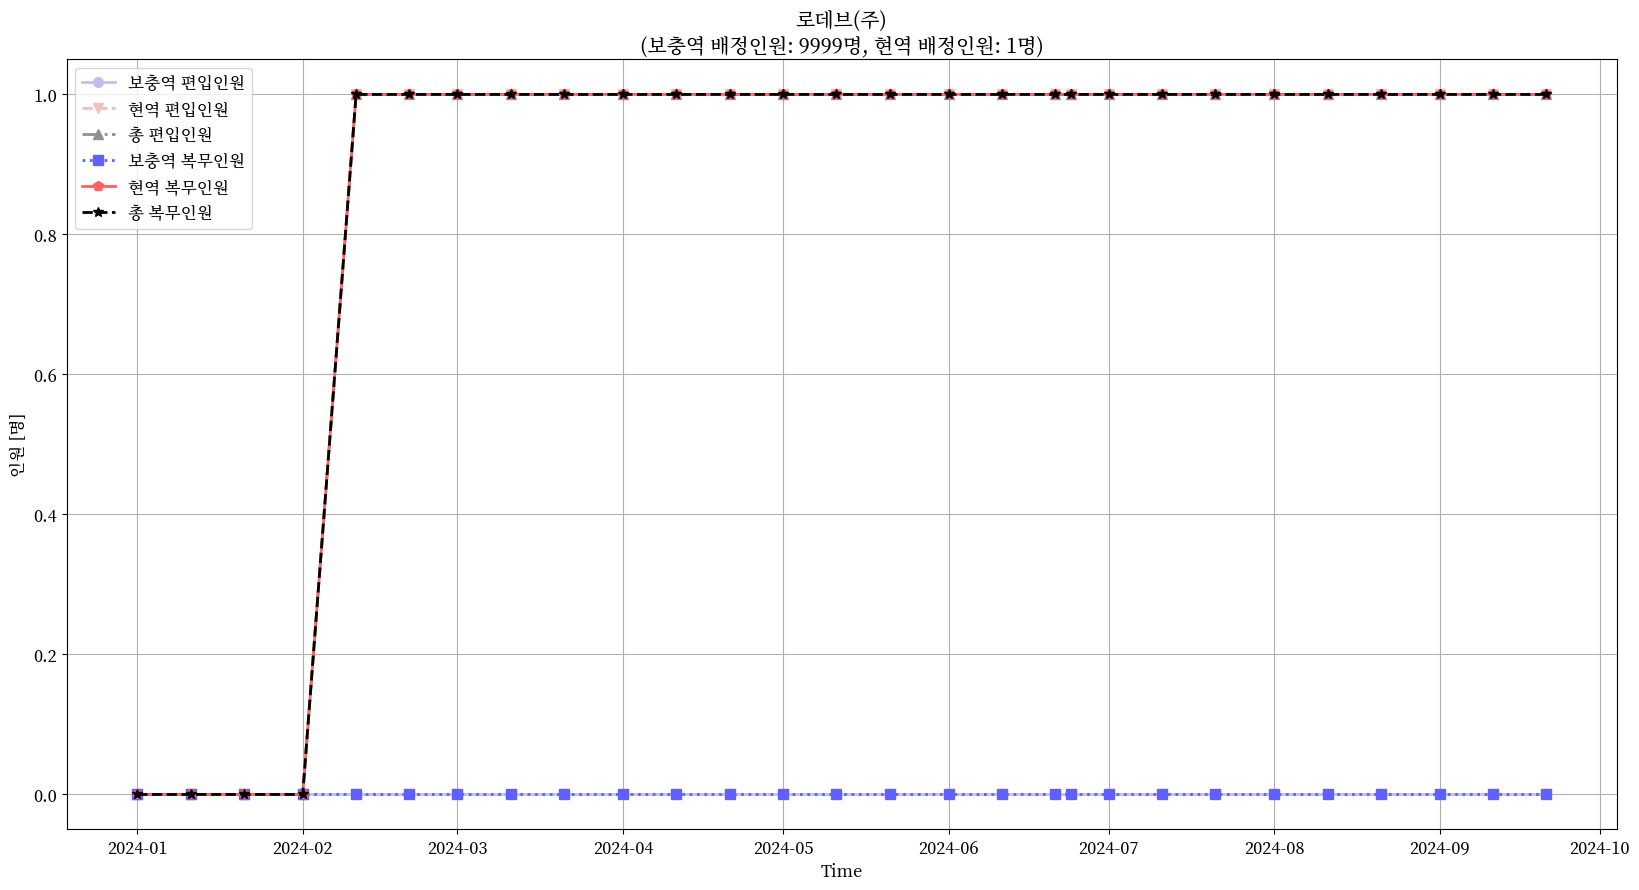 로데브(주)
(보충역 배정인원: 9999명, 현역 배정인원: 1명)
보충역 편입인원
현역 편입인원
총 편입인원
보충역 복무인원
현역 복무인원
총 복무인원
인원 [명]
1.0
0.8
0.6
0.4
0.2
0.0
2024-01 2024-02 2024-03 2024-04 2024-05 2024-06 2024-07 2024-08 2024-09 2024-10
Time